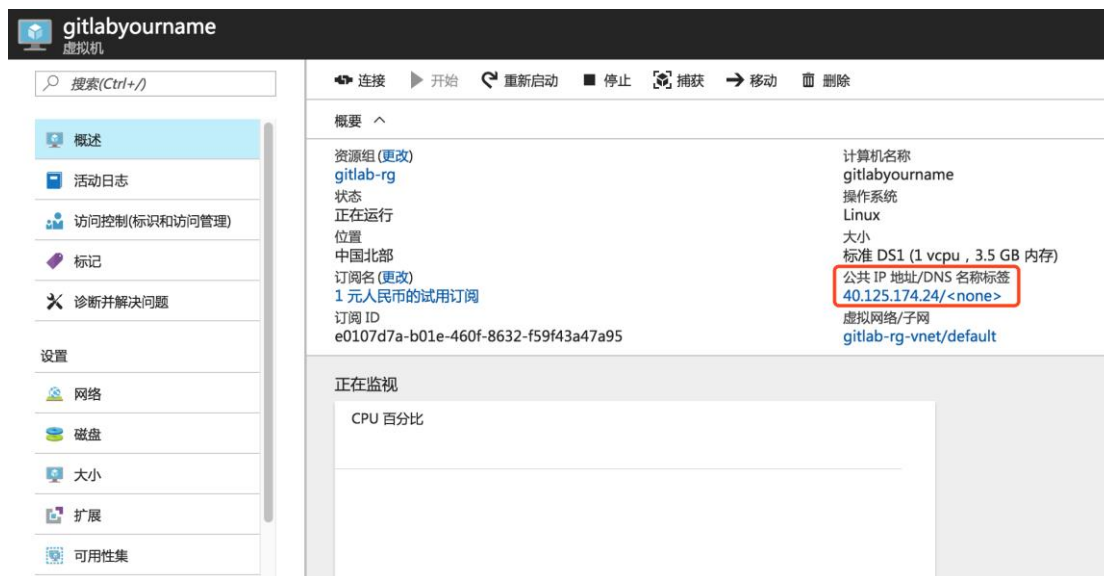 gitlabyourname
虚拟机
搜索(Ctrl+/)
概述
活动日志
访问控制(标识和访问管理)
标记
诊断并解决问题
设置
网络
磁盘
大小
扩展
可用性集
连接 开始 重新启动 停止 捕获 移动 删除
概要
资源组(更改)
gitlab-rg
状态
正在运行
位置
中国北部
订阅名(更改)
1 元人民币的试用订阅
订阅 ID
e0107d7a-b01e-460f-8632-f59f43a47a95
计算机名称
gitlabyourname
操作系统
Linux
大小
标准 DS1 (1 vcpu，3.5 GB 内存)
公共 IP 地址/DNS 名称标签
40.125.174.24/<none>
虚拟网络/子网
gitlab-rg-vnet/default
正在监视
CPU 百分比